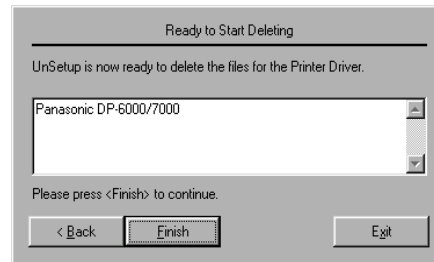 Ready to Start Deleting
UnSetup is now ready to delete the files for the Printer Driver.
Panasonic DP-6000/7000
Please press <Finish> to continue.
< Back Finish Exit